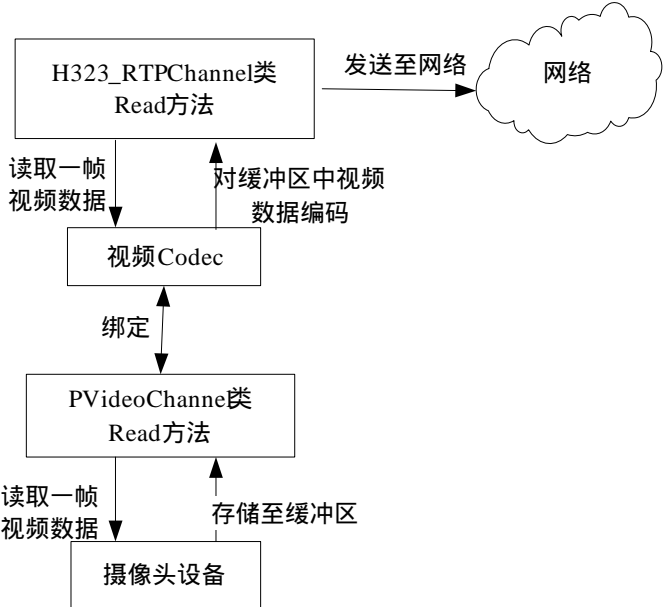 H323_RTPChannel类
Read方法
发送至网络
网络
读取一帧
视频数据
对缓冲区中视频
数据编码
视频Codec
绑定
PVideoChannel类
Read方法
读取一帧
视频数据
存储至缓冲区
摄像头设备